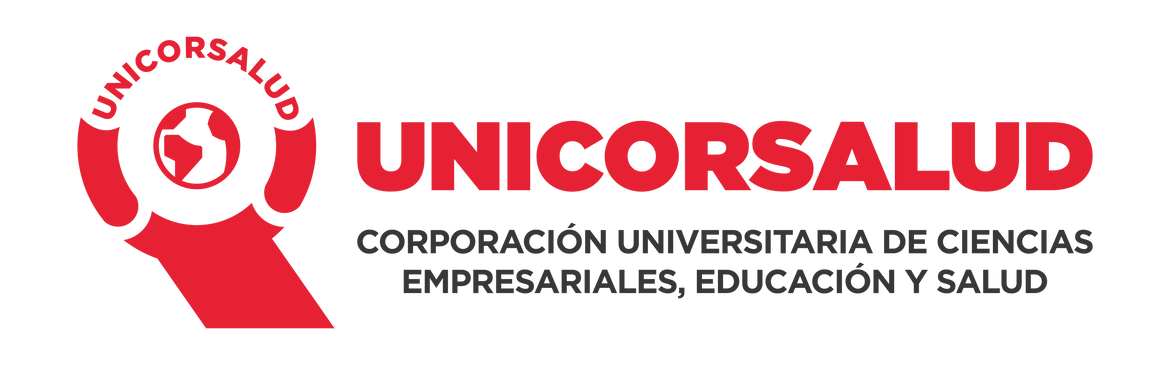 UNICORSALUD
UNICORSALUD
CORPORACIÓN UNIVERSITARIA DE CIENCIAS
EMPRESARIALES, EDUCACIÓN Y SALUD